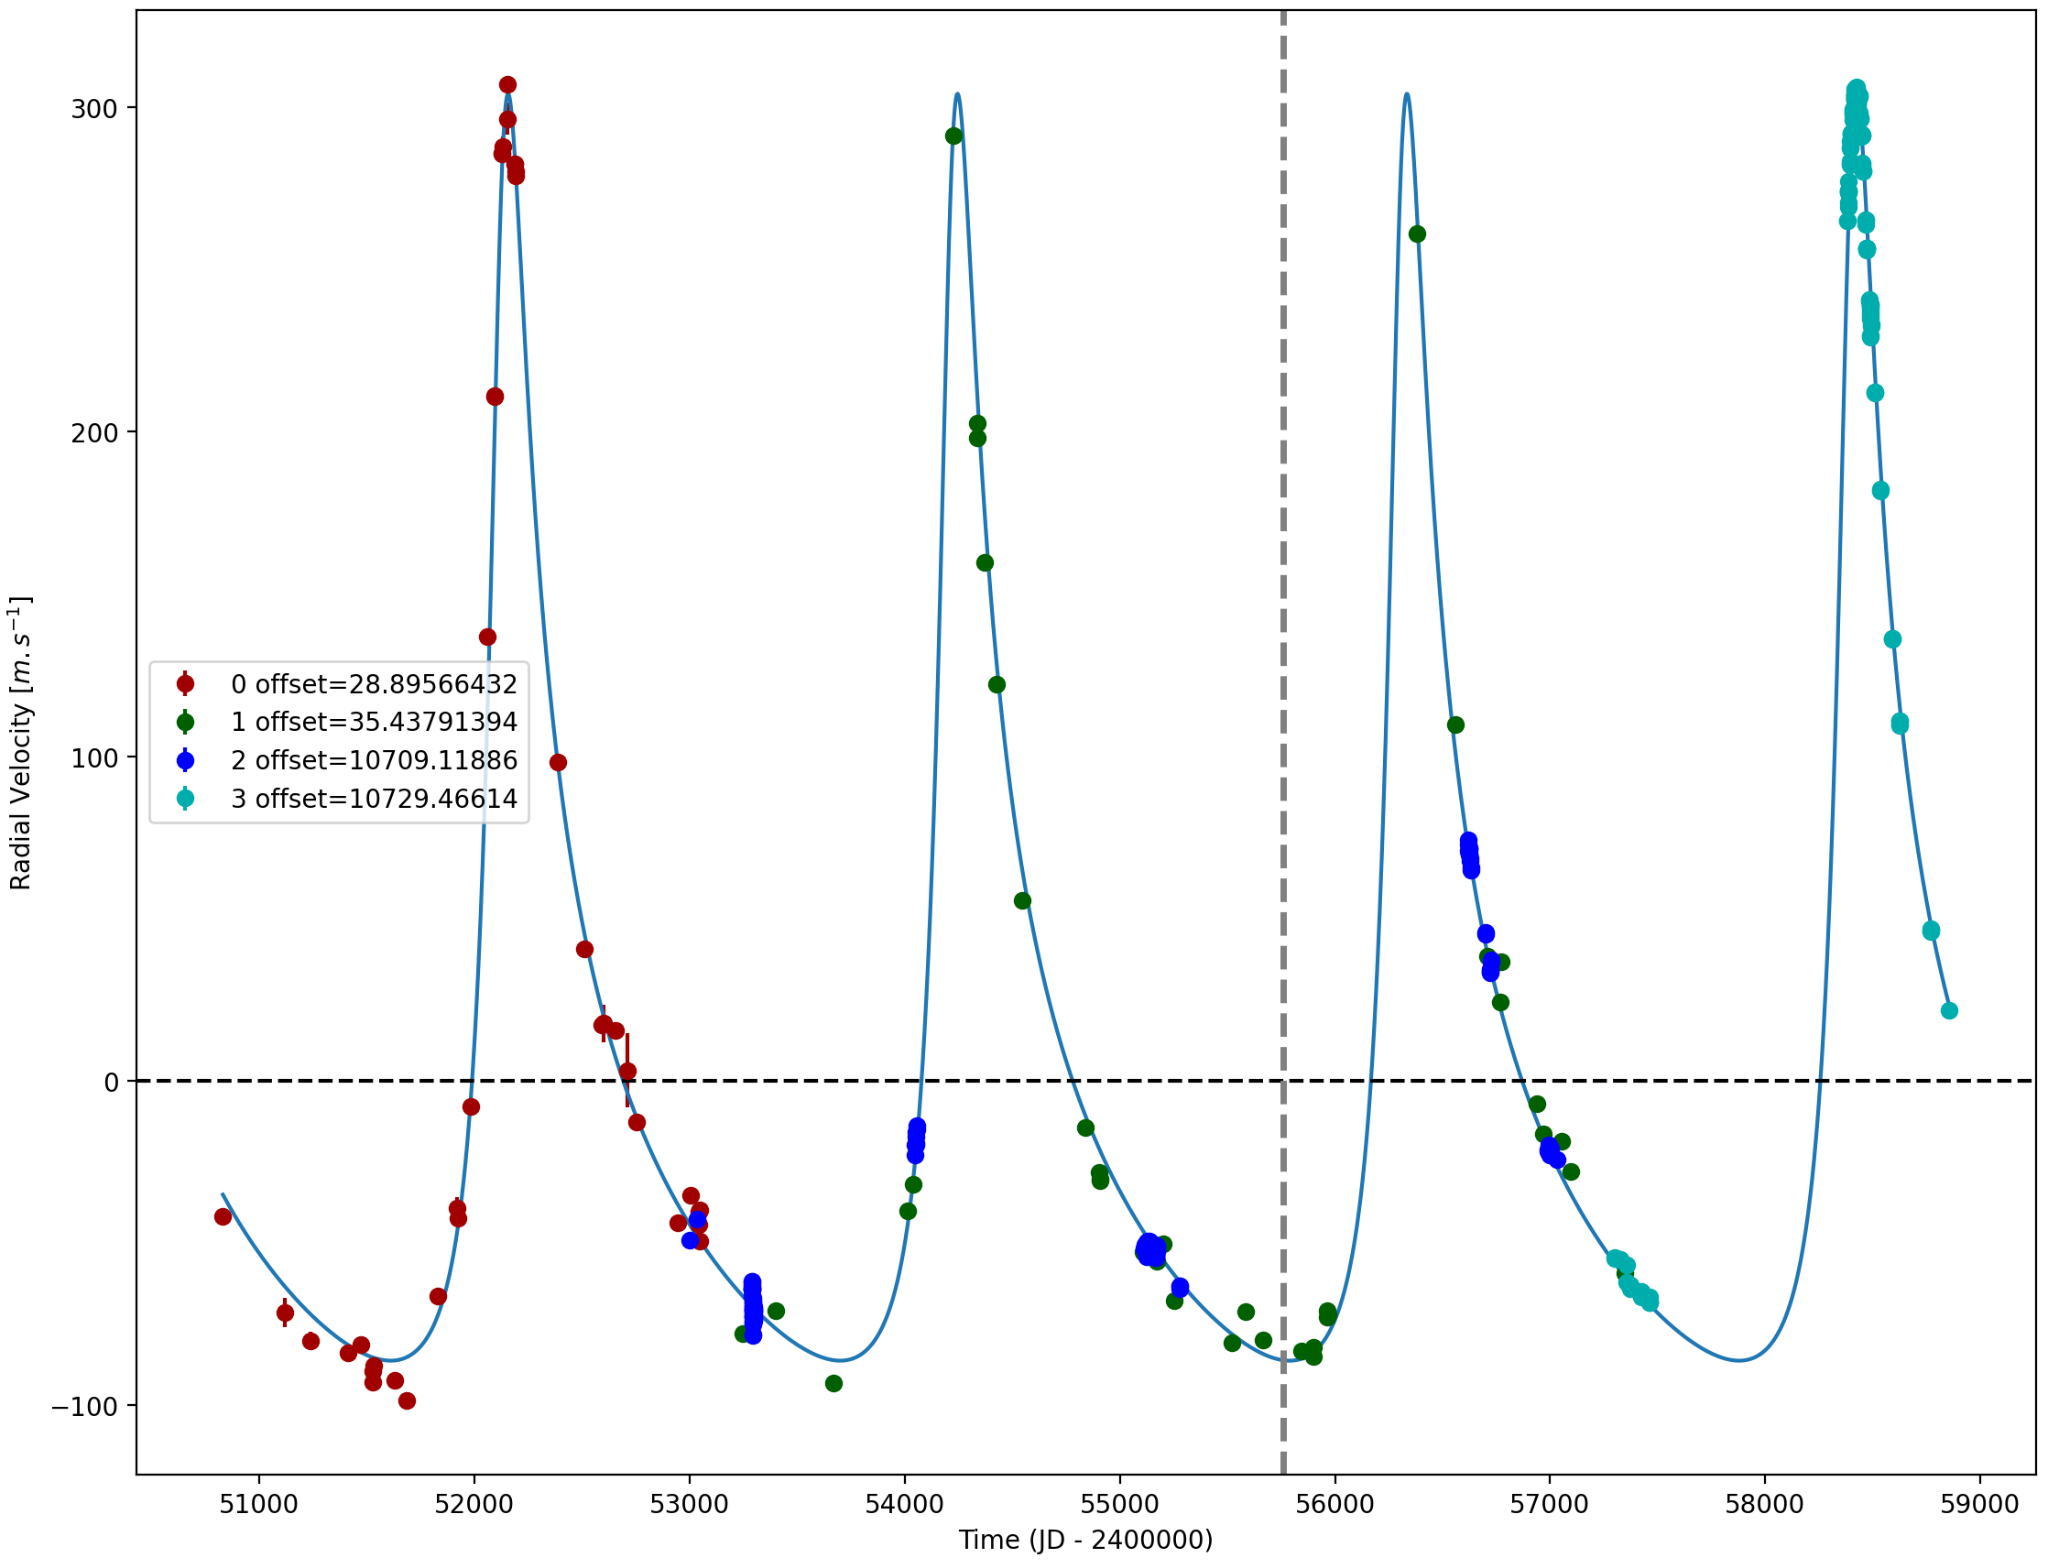 300
200
100
0
−100
Radial Velocity [m.s⁻¹]
0 offset=28.89566432
1 offset=35.43791394
2 offset=10709.11886
3 offset=10729.46614
51000 52000 53000 54000 55000 56000 57000 58000 59000
Time (JD - 2400000)